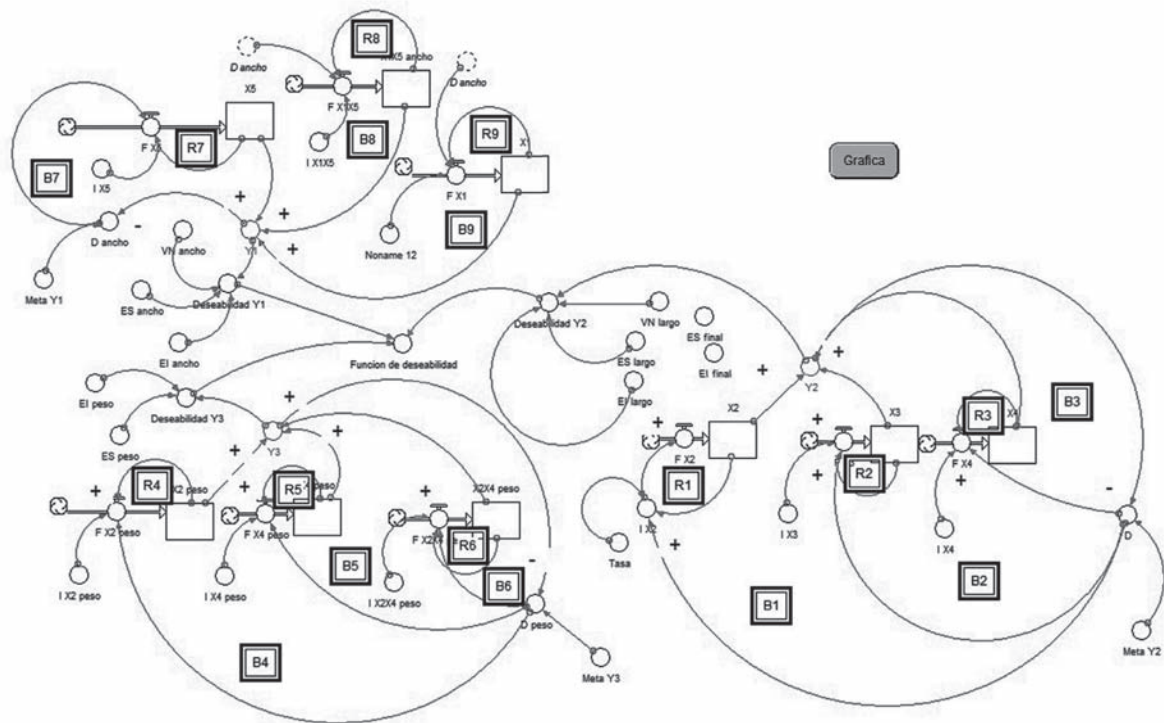 R8
D ancho
X1X5 ancho
D ancho
X5
F X1X5
F X5
R7
B8
R9
X1
Grafica
B7
I X5
I X1X5
F X1
B9
+
+
-
D ancho
VN ancho
Y1
+
Noname 12
Meta Y1
ES ancho
Deseabilidad Y1
Deseabilidad Y2
VN largo
ES final
EI ancho
Funcion de deseabilidad
ES largo
EI final
+
+
Y2
EI peso
EI largo
Deseabilidad Y3
+
X2
X3
R3
X4
B3
ES peso
Y3
+
+
+
F X2
R2
F X4
R4
X2 peso
R5
X2X4 peso
R1
+
+
-
+
+
+
F X2 peso
F X4 peso
F X2X4
R6
I X2
I X3
I X4
D
+
B5
-
Tasa
I X2 peso
I X4 peso
I X2X4 peso
B6
B2
D peso
B1
B4
Meta Y3
Meta Y2